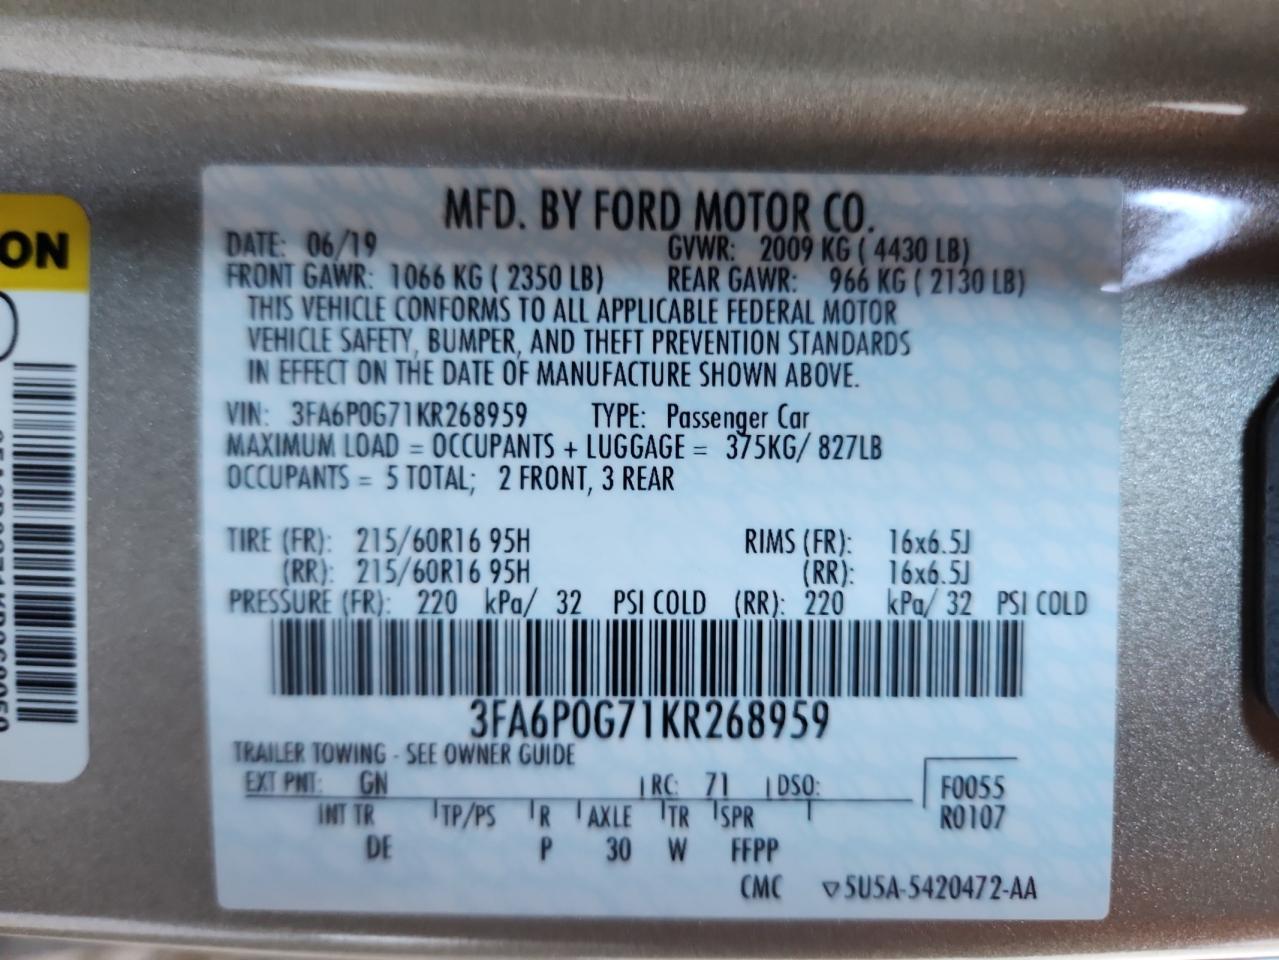 ON
MFD. BY FORD MOTOR CO.
DATE: 06/19 GVWR: 2009 KG ( 4430 LB)
FRONT GAWR: 1066 KG ( 2350 LB) REAR GAWR: 966 KG ( 2130 LB)
THIS VEHICLE CONFORMS TO ALL APPLICABLE FEDERAL MOTOR
VEHICLE SAFETY, BUMPER, AND THEFT PREVENTION STANDARDS
IN EFFECT ON THE DATE OF MANUFACTURE SHOWN ABOVE.
VIN: 3FA6P0G71KR268959 TYPE: Passenger Car
MAXIMUM LOAD = OCCUPANTS + LUGGAGE = 375KG/ 827LB
OCCUPANTS = 5 TOTAL; 2 FRONT, 3 REAR
TIRE (FR): 215/60R16 95H RIMS (FR): 16x6.5J
(RR): 215/60R16 95H (RR): 16x6.5J
PRESSURE (FR): 220 kPa/ 32 PSI COLD (RR): 220 kPa/ 32 PSI COLD
3FA6P0G71KR268959
TRAILER TOWING - SEE OWNER GUIDE
EXT PNT: GN RC: 71 DSO: F0055
INT TR TP/PS R AXLE TR SPR R0107
DE P 30 W FFPP
CMC ▽5U5A-5420472-AA